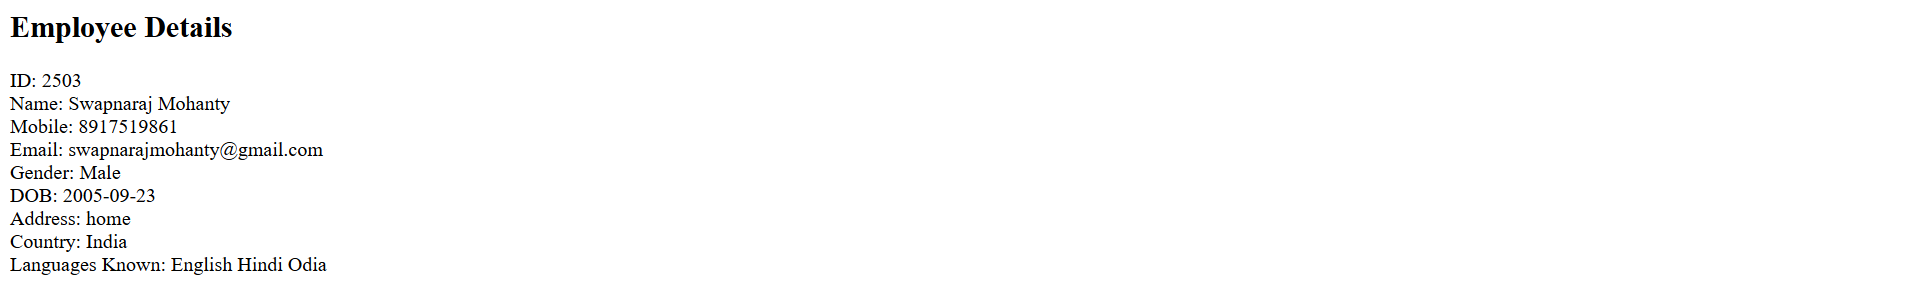 Employee Details
ID: 2503
Name: Swapnaraj Mohanty
Mobile: 8917519861
Email: swapnarajmohanty@gmail.com
Gender: Male
DOB: 2005-09-23
Address: home
Country: India
Languages Known: English Hindi Odia